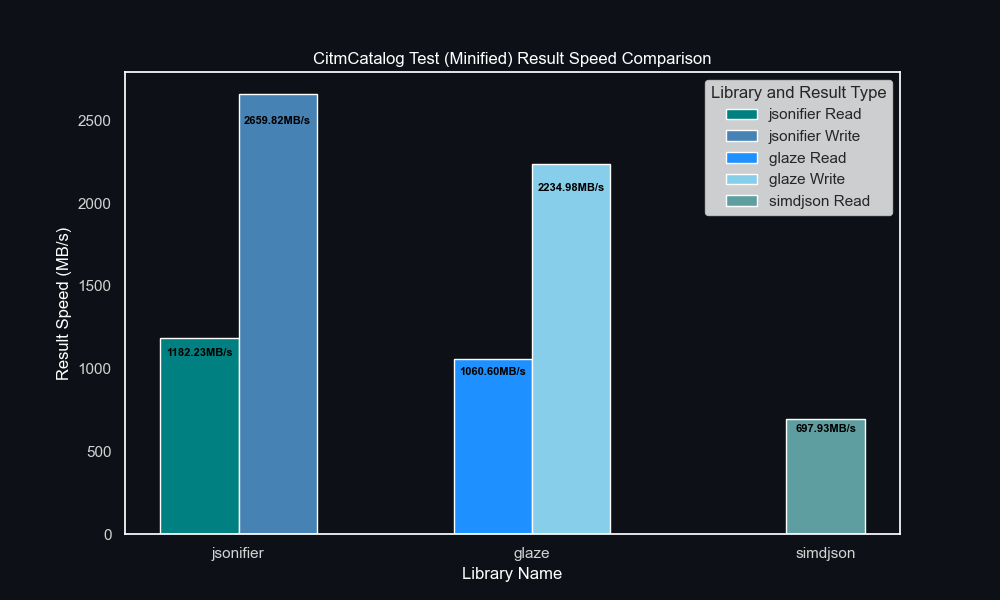 CitmCatalog Test (Minified) Result Speed Comparison
Library and Result Type
jsonifier Read
jsonifier Write
glaze Read
glaze Write
simdjson Read
Result Speed (MB/s)
2500
2000
1500
1000
500
0
2659.82MB/s
2234.98MB/s
1182.23MB/s
1060.60MB/s
697.93MB/s
jsonifier
glaze
simdjson
Library Name